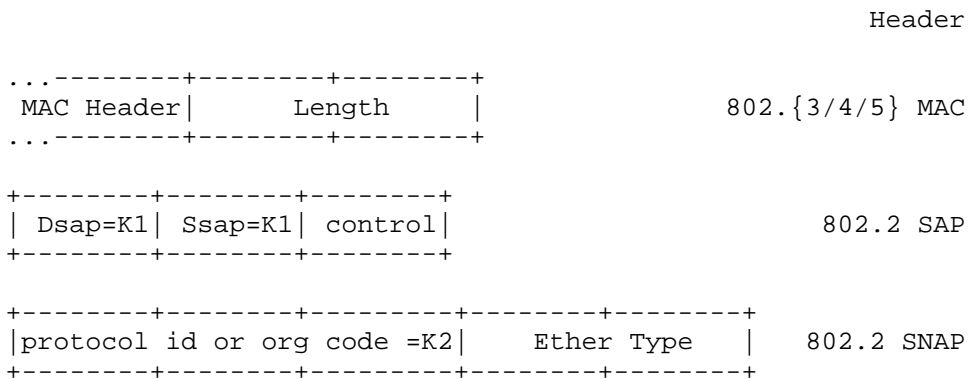 Header
...--------+--------+--------+
MAC Header|      Length     |                802.{3/4/5} MAC
...--------+--------+--------+
+--------+--------+--------+
| Dsap=K1| Ssap=K1| control|                          802.2 SAP
+--------+--------+--------+
+--------+--------+---------+--------+--------+
|protocol id or org code =K2|    Ether Type   |   802.2 SNAP
+--------+--------+---------+--------+--------+